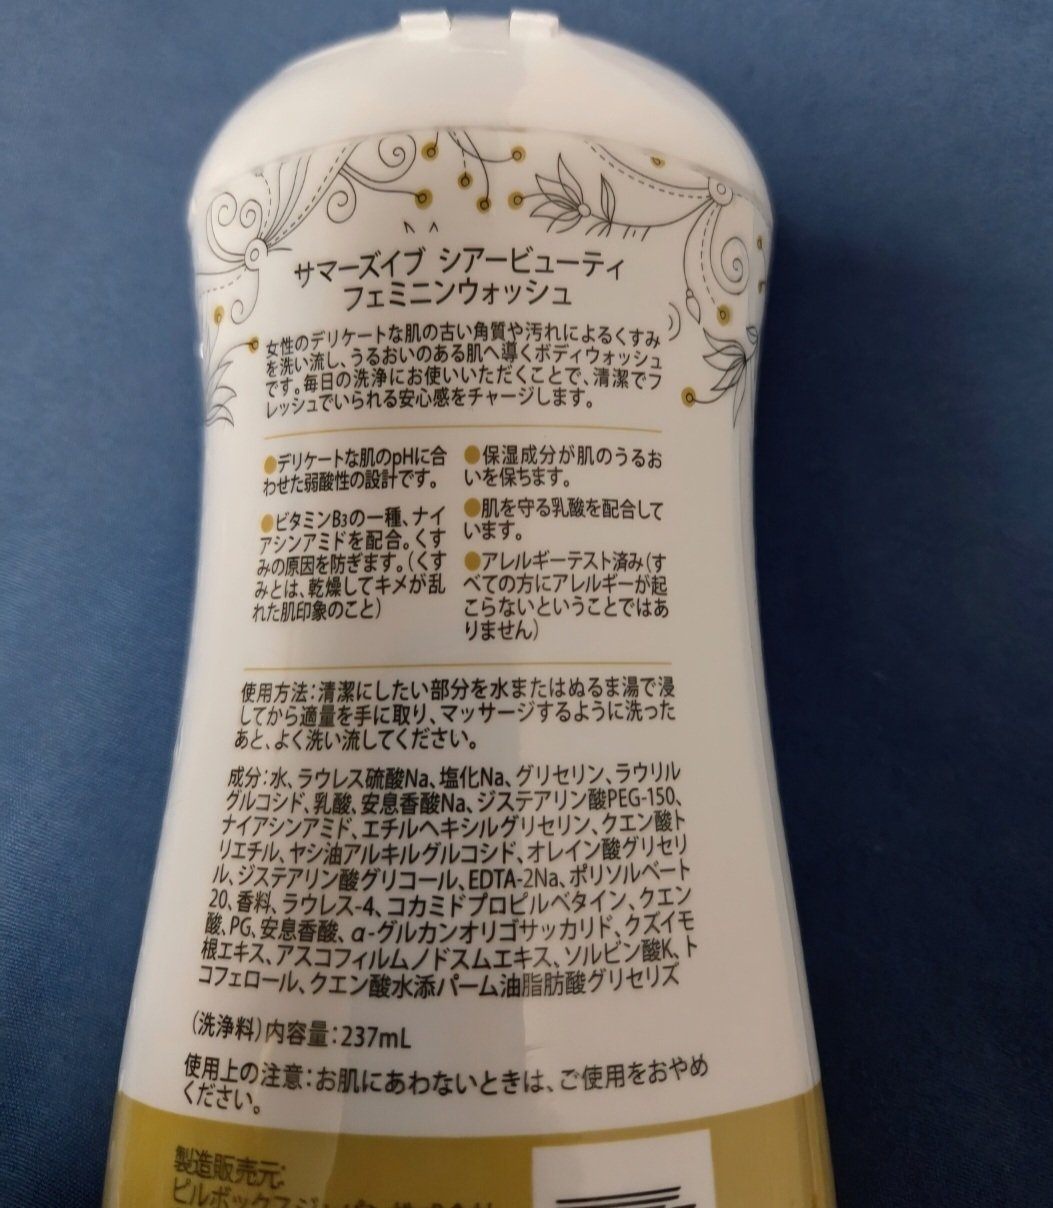 サマーズイブ シアービューティ
フェミニンウォッシュ
女性のデリケートな肌の古い角質や汚れによるくすみ
を洗い流し、うるおいのある肌へ導くボディウォッシュ
です。毎日の洗浄にお使いいただくことで、清潔でフ
レッシュでいられる安心感をチャージします。
●デリケートな肌のpHに合
わせた弱酸性の設計です。
●ビタミンB3の一種、ナイ
アシンアミドを配合。くす
みの原因を防ぎます。(くす
みとは、乾燥してキメが乱
れた肌印象のこと)
●保湿成分が肌のうるお
いを保ちます。
●肌を守る乳酸を配合して
います。
●アレルギーテスト済み(す
べての方にアレルギーが起
こらないということではあ
りません)
使用方法:清潔にしたい部分を水またはぬるま湯で浸
してから適量を手に取り、マッサージするように洗った
あと、よく洗い流してください。
成分:水、ラウレス硫酸Na、塩化Na、グリセリン、ラウリル
グルコシド、乳酸、安息香酸Na、ジステアリン酸PEG-150、
ナイアシンアミド、エチルヘキシルグリセリン、クエン酸ト
リエチル、ヤシ油アルキルグルコシド、オレイン酸グリセリ
ル、ジステアリン酸グリコール、EDTA-2Na、ポリソルベート
20、香料、ラウレス-4、コカミドプロピルベタイン、クエン
酸、PG、安息香酸、α-グルカンオリゴサッカリド、クズイモ
根エキス、アスコフィルムノドスムエキス、ソルビン酸K、ト
コフェロール、クエン酸水添パーム油脂肪酸グリセリズ
(洗浄料)内容量:237mL
使用上の注意:お肌にあわないときは、ご使用をおやめ
ください。
製造販売元:
ピルボックス